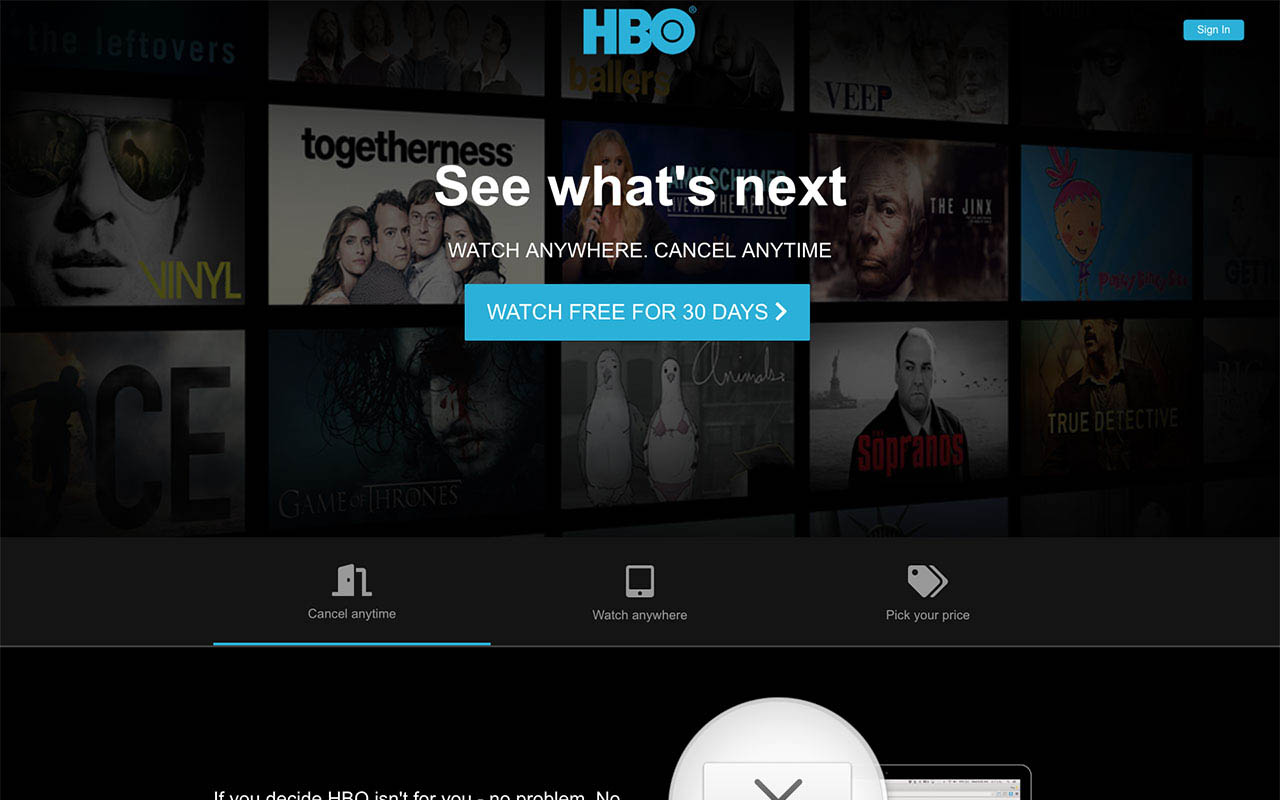 HBO®
Sign In
the leftovers
ballers
VEEP
togetherness
See what's next
AMY SCHUMER
LIVE AT THE APOLLO
THE JINX
WATCH ANYWHERE. CANCEL ANYTIME
VINYL
WATCH FREE FOR 30 DAYS
Animals.
ICE
GAME OF THRONES
THE
Sopranos
TRUE DETECTIVE
Cancel anytime
Watch anywhere
Pick your price
If you decide HBO isn't for you - no problem. No